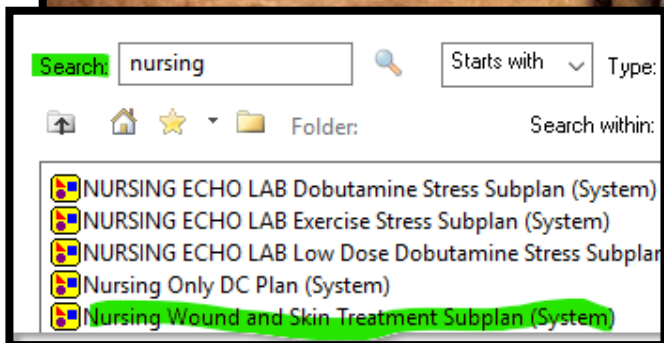 Search: nursing Starts with Type:
Folder: Search within:
NURSING ECHO LAB Dobutamine Stress Subplan (System)
NURSING ECHO LAB Exercise Stress Subplan (System)
NURSING ECHO LAB Low Dose Dobutamine Stress Subplan
Nursing Only DC Plan (System)
Nursing Wound and Skin Treatment Subplan (System)